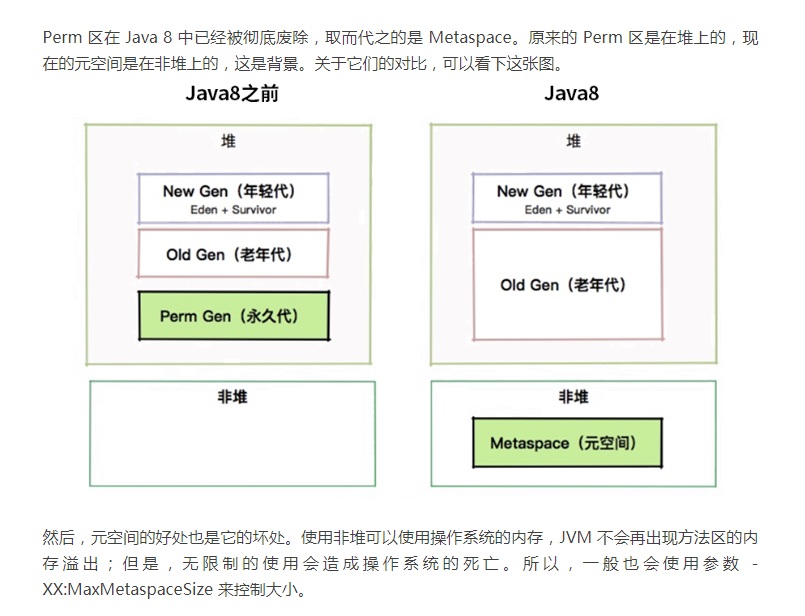 Perm 区在 Java 8 中已经被彻底废除，取而代之的是 Metaspace。原来的 Perm 区是在堆上的，现
在的元空间是在非堆上的，这是背景。关于它们的对比，可以看下这张图。
Java8之前
Java8
堆
堆
New Gen（年轻代）
Eden + Survivor
New Gen（年轻代）
Eden + Survivor
Old Gen（老年代）
Old Gen（老年代）
Perm Gen（永久代）
非堆
非堆
Metaspace（元空间）
然后，元空间的好处也是它的坏处。使用非堆可以使用操作系统的内存，JVM 不会再出现方法区的内
存溢出；但是，无限制的使用会造成操作系统的死亡。所以，一般也会使用参数 -
XX:MaxMetaspaceSize 来控制大小。